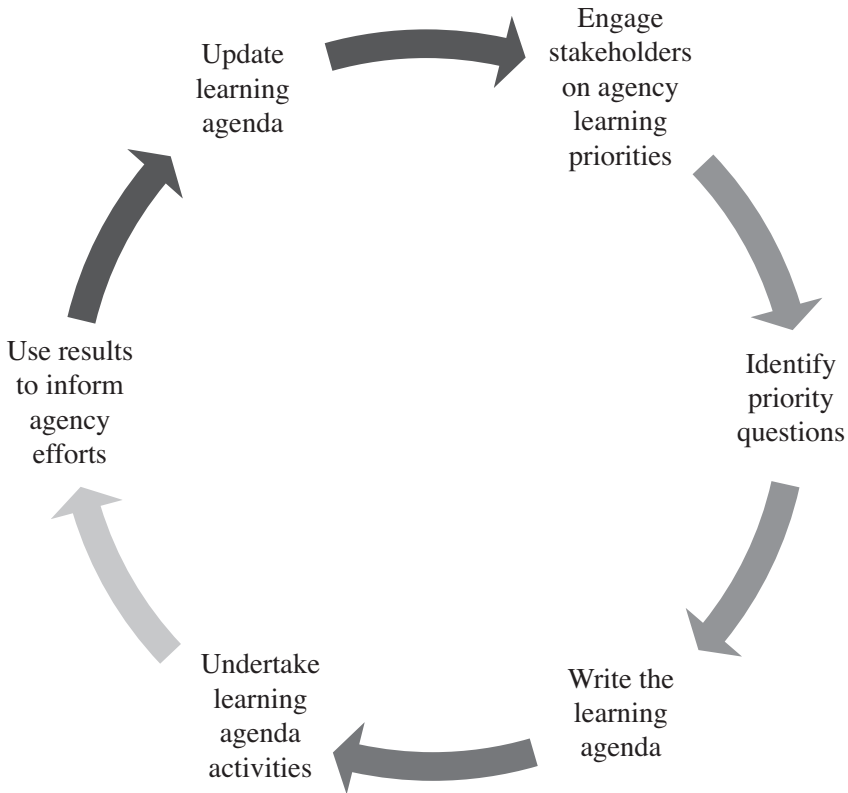 Engage
stakeholders
on agency
learning
priorities
Identify
priority
questions
Write the
learning
agenda
Undertake
learning
agenda
activities
Use results
to inform
agency
efforts
Update
learning
agenda